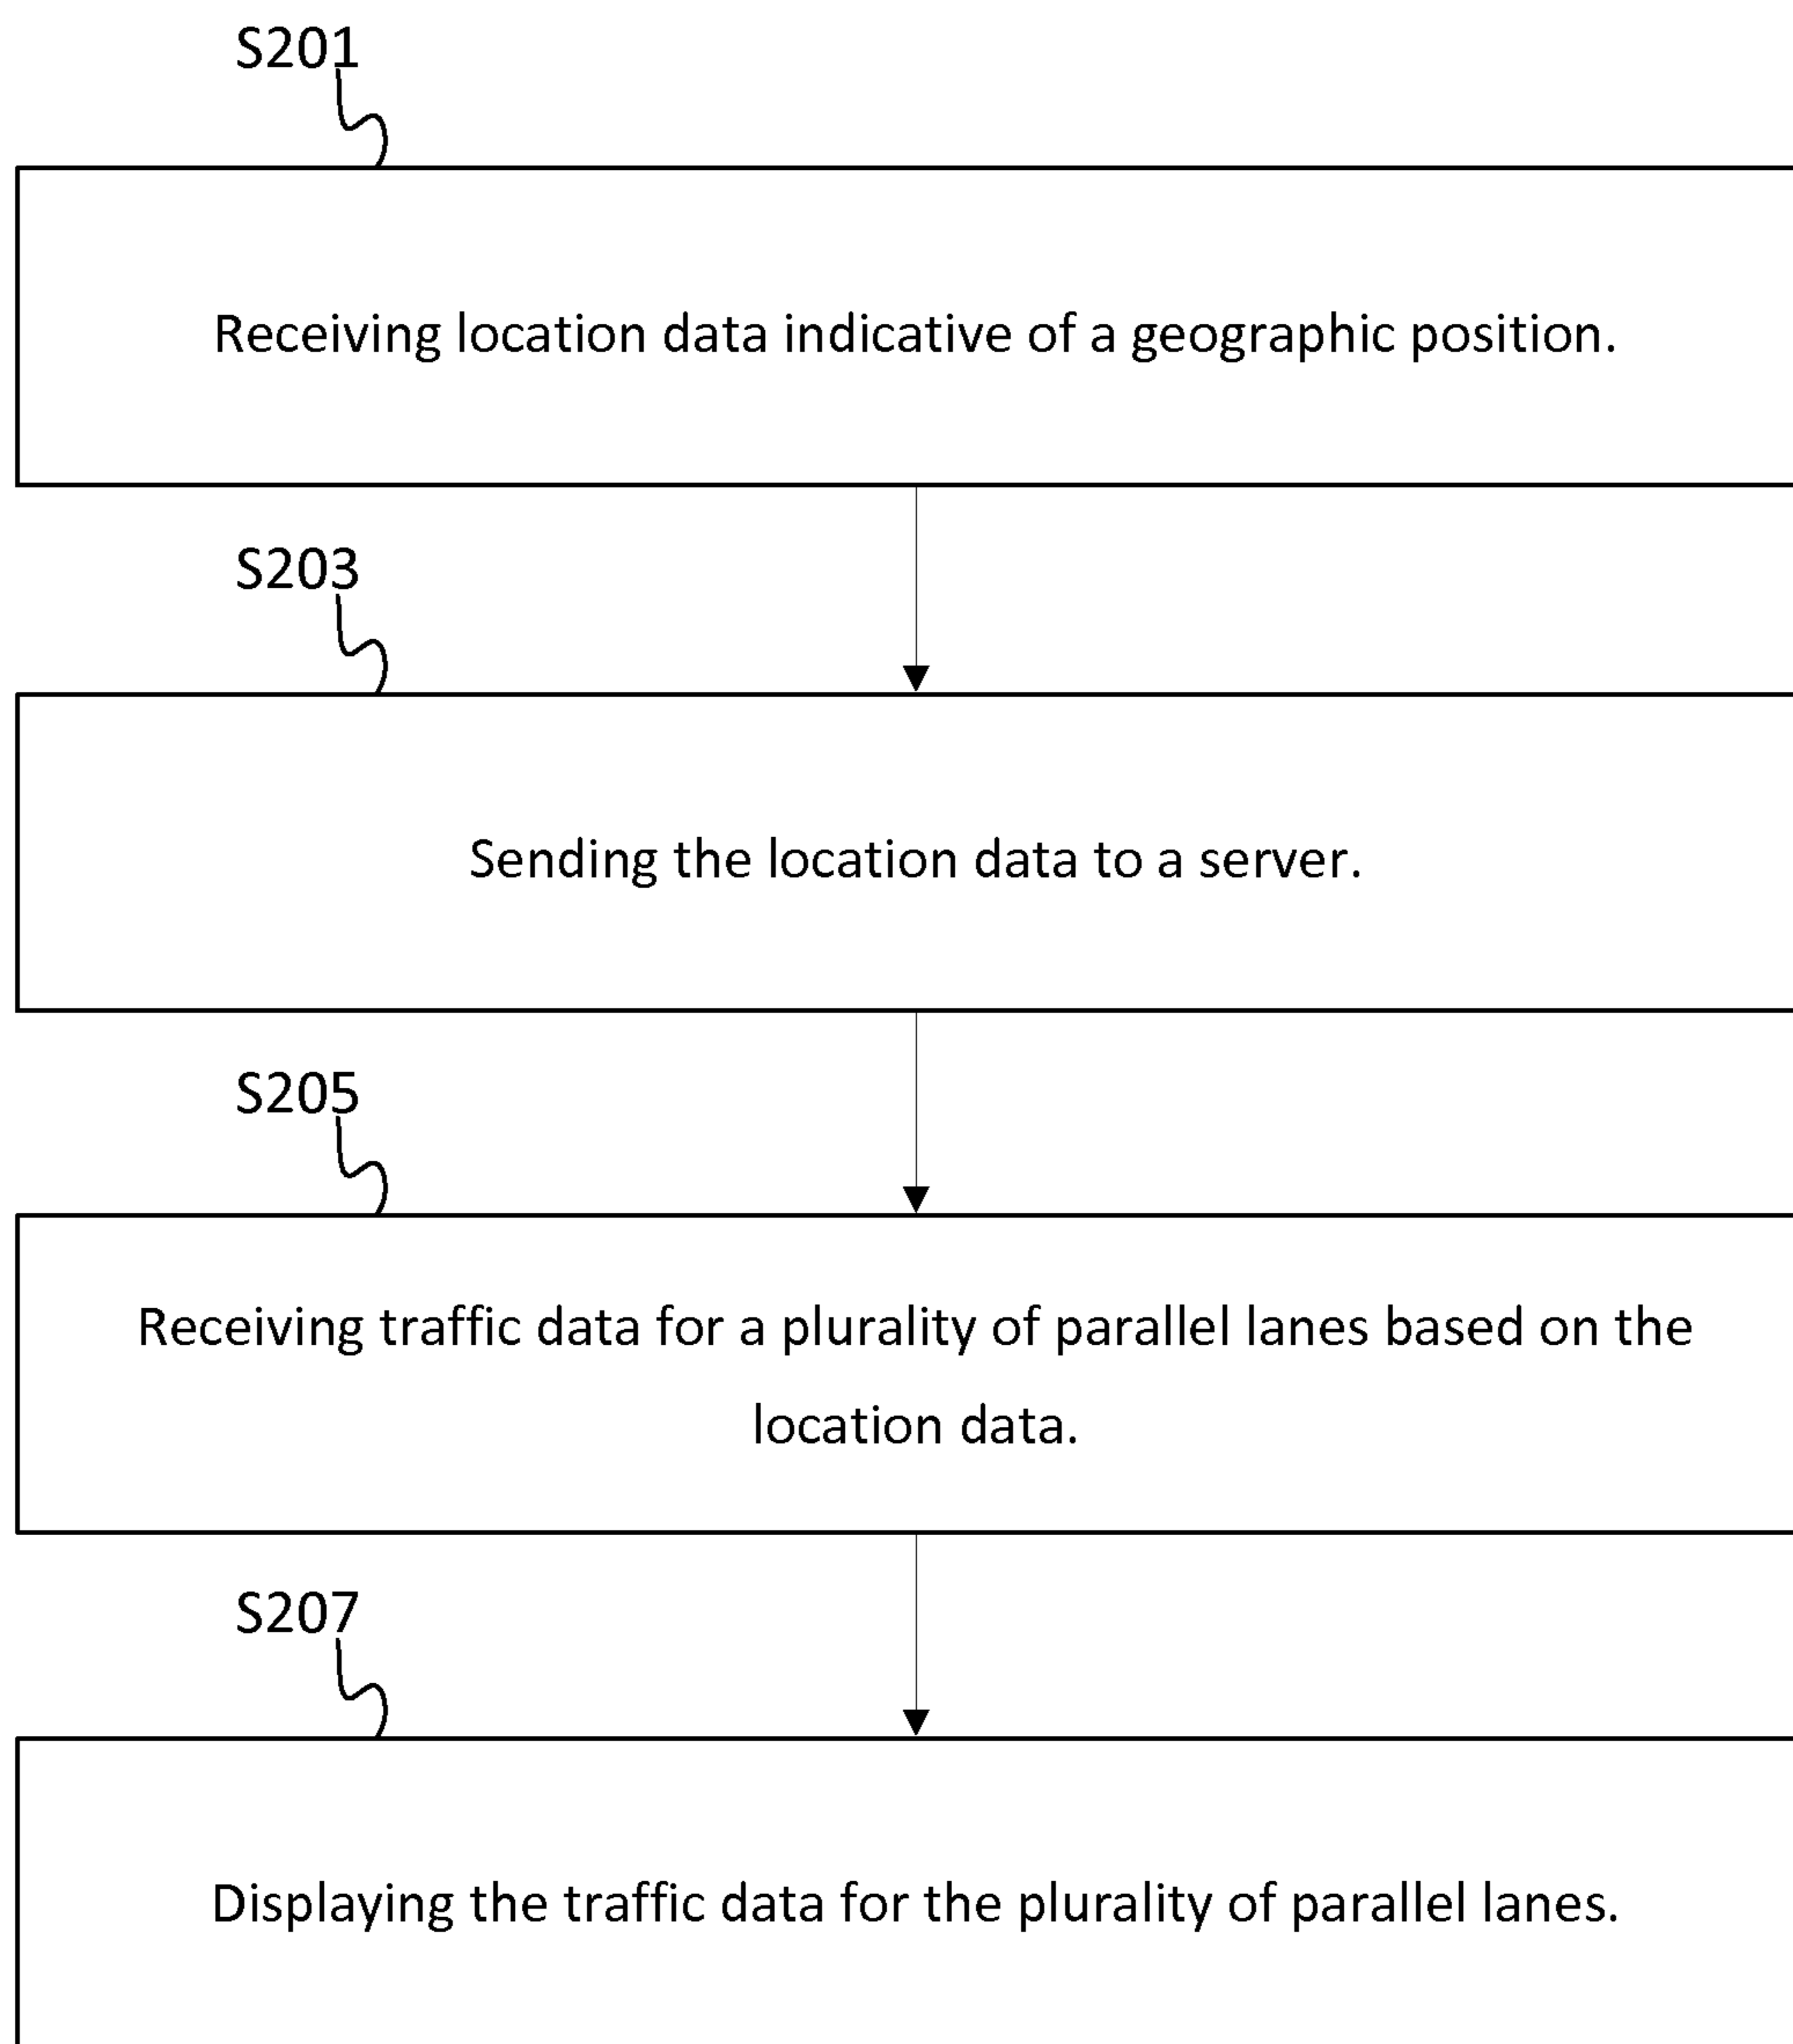 S201
Receiving location data indicative of a geographic position.
S203
Sending the location data to a server.
S205
Receiving traffic data for a plurality of parallel lanes based on the
location data.
S207
Displaying the traffic data for the plurality of parallel lanes.